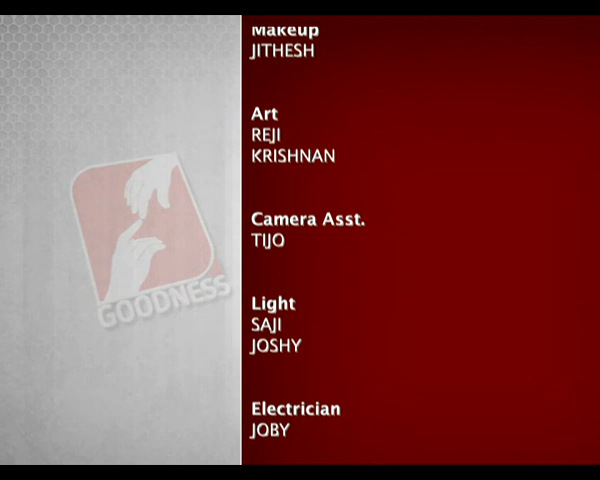 Makeup
JITHESH
Art
REJI
KRISHNAN
Camera Asst.
TIJO
Light
SAJI
JOSHY
Electrician
JOBY
GOODNESS